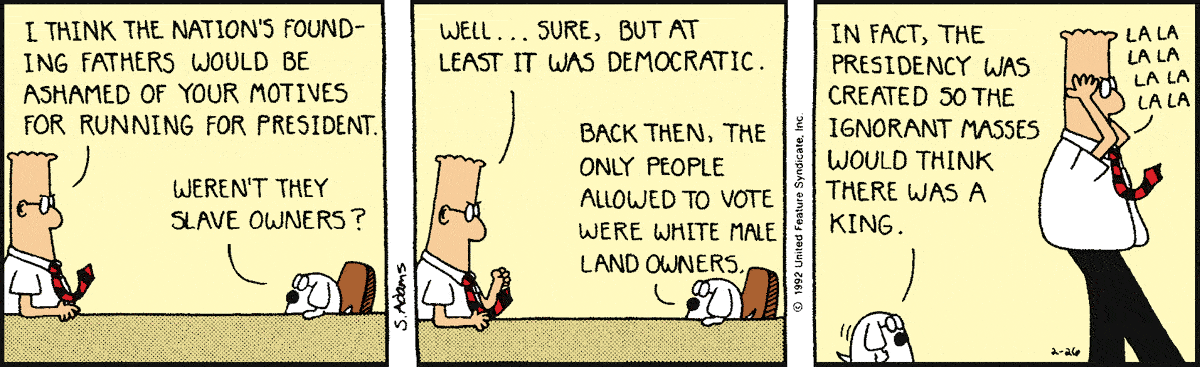 I THINK THE NATION'S FOUND-
ING FATHERS WOULD BE
ASHAMED OF YOUR MOTIVES
FOR RUNNING FOR PRESIDENT.
WEREN'T THEY
SLAVE OWNERS?
S. Adams
WELL... SURE, BUT AT
LEAST IT WAS DEMOCRATIC.
BACK THEN, THE
ONLY PEOPLE
ALLOWED TO VOTE
WERE WHITE MALE
LAND OWNERS.
© 1992 United Feature Syndicate, Inc.
IN FACT, THE
PRESIDENCY WAS
CREATED SO THE
IGNORANT MASSES
WOULD THINK
THERE WAS A
KING.
LA LA
LA LA
LA LA
LA LA
2-26